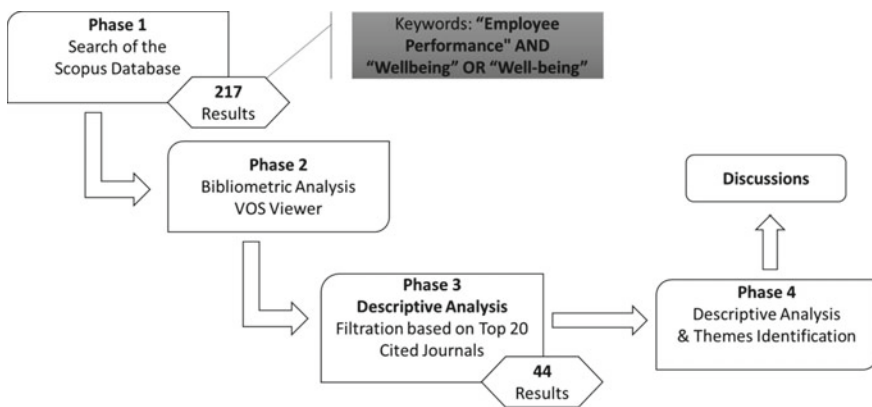 Phase 1
Search of the
Scopus Database
217
Results
Keywords: “Employee
Performance" AND
“Wellbeing” OR “Well-being”
Phase 2
Bibliometric Analysis
VOS Viewer
Phase 3
Descriptive Analysis
Filtration based on Top 20
Cited Journals
44
Results
Phase 4
Descriptive Analysis
& Themes Identification
Discussions